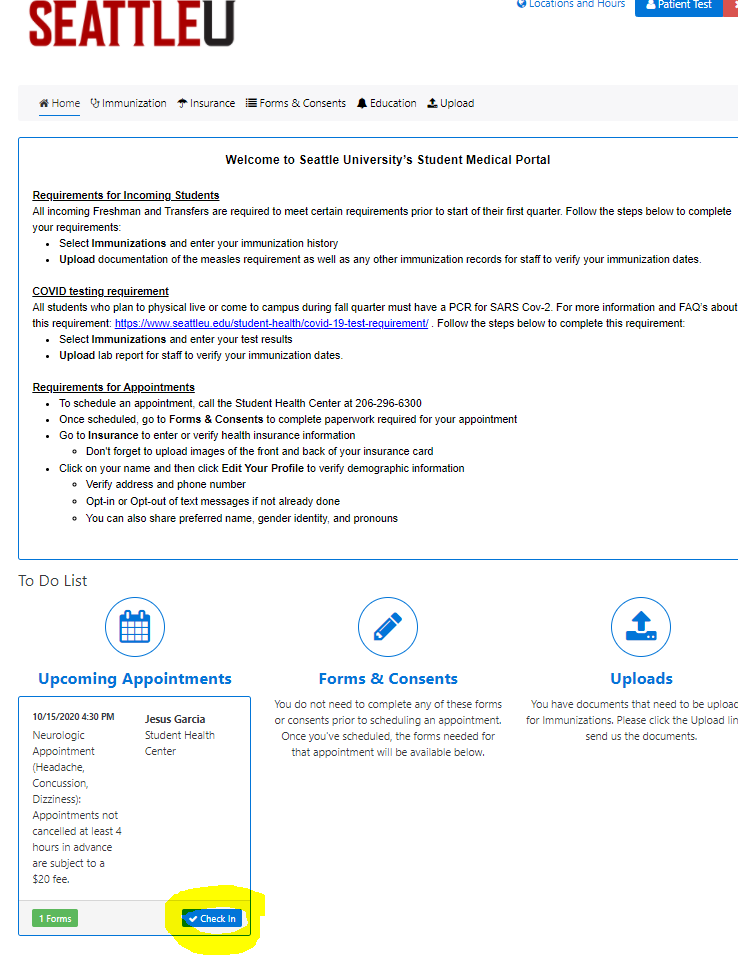 SEATTLEU
Locations and Hours
Patient Test
Home Immunization Insurance Forms & Consents Education Upload
Welcome to Seattle University's Student Medical Portal
Requirements for Incoming Students
All incoming Freshman and Transfers are required to meet certain requirements prior to start of their first quarter. Follow the steps below to complete
your requirements:
• Select Immunizations and enter your immunization history
• Upload documentation of the measles requirement as well as any other immunization records for staff to verify your immunization dates.
COVID testing requirement
All students who plan to physical live or come to campus during fall quarter must have a PCR for SARS Cov-2. For more information and FAQ's about
this requirement: https://www.seattleu.edu/student-health/covid-19-test-requirement/ . Follow the steps below to complete this requirement:
• Select Immunizations and enter your test results
• Upload lab report for staff to verify your immunization dates.
Requirements for Appointments
• To schedule an appointment, call the Student Health Center at 206-296-6300
• Once scheduled, go to Forms & Consents to complete paperwork required for your appointment
• Go to Insurance to enter or verify health insurance information
Don't forget to upload images of the front and back of your insurance card
• Click on your name and then click Edit Your Profile to verify demographic information
Verify address and phone number
Opt-in or Opt-out of text messages if not already done
You can also share preferred name, gender identity, and pronouns
To Do List
Upcoming Appointments
10/15/2020 4:30 PM
Neurologic
Appointment
(Headache,
Concussion,
Dizziness):
Appointments not
cancelled at least 4
hours in advance
are subject to a
$20 fee.
Jesus Garcia
Student Health
Center
1 Forms
Check In
Forms & Consents
You do not need to complete any of these forms
or consents prior to scheduling an appointment.
Once you've scheduled, the forms needed for
that appointment will be available below.
Uploads
You have documents that need to be uploac
for Immunizations. Please click the Upload lin
send us the documents.